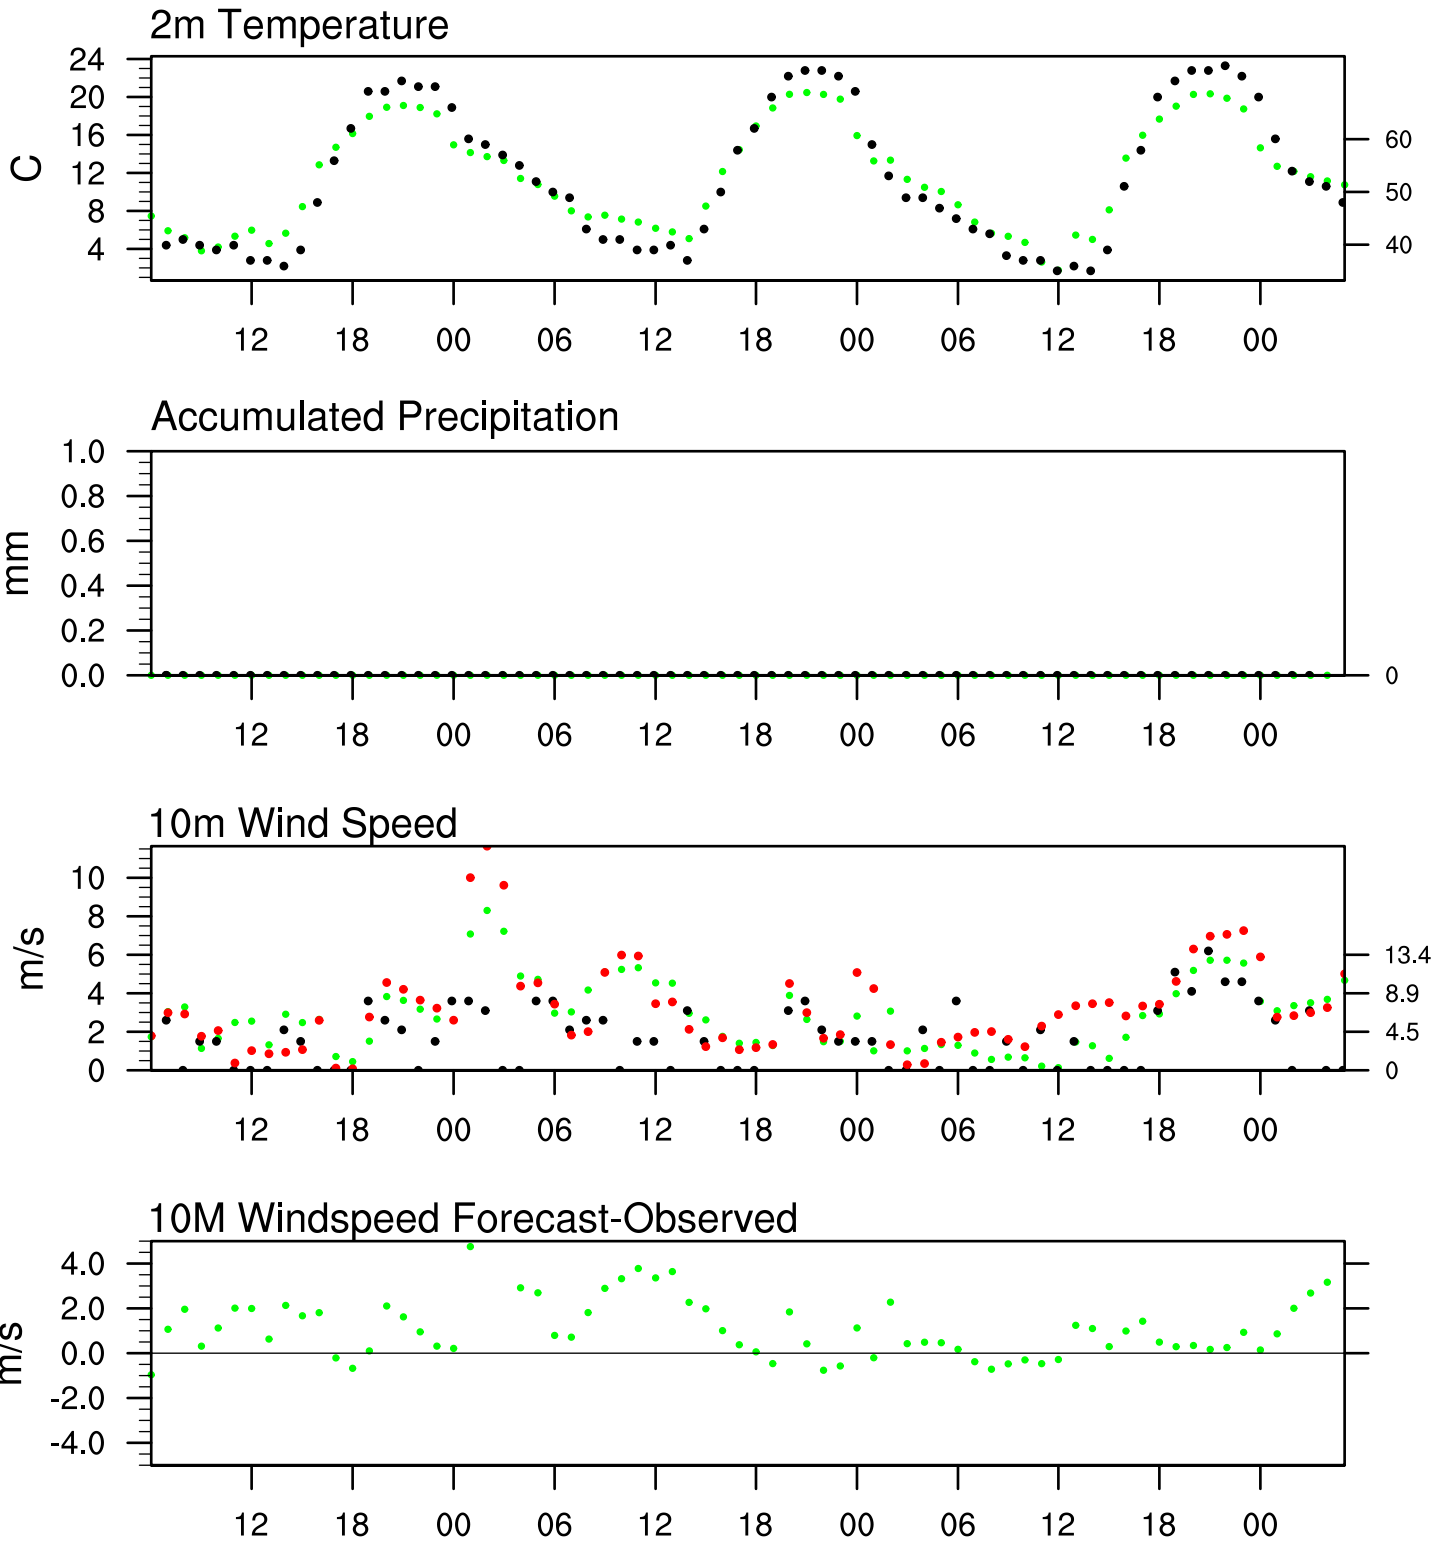 2m Temperature
24
20
16
12
8
4
C
60
50
40
12 18 00 06 12 18 00 06 12 18 00
Accumulated Precipitation
1.0
0.8
0.6
0.4
0.2
0.0
mm
0
12 18 00 06 12 18 00 06 12 18 00
10m Wind Speed
10
8
6
4
2
0
m/s
13.4
8.9
4.5
0
12 18 00 06 12 18 00 06 12 18 00
10M Windspeed Forecast-Observed
4.0
2.0
0.0
-2.0
-4.0
m/s
12 18 00 06 12 18 00 06 12 18 00